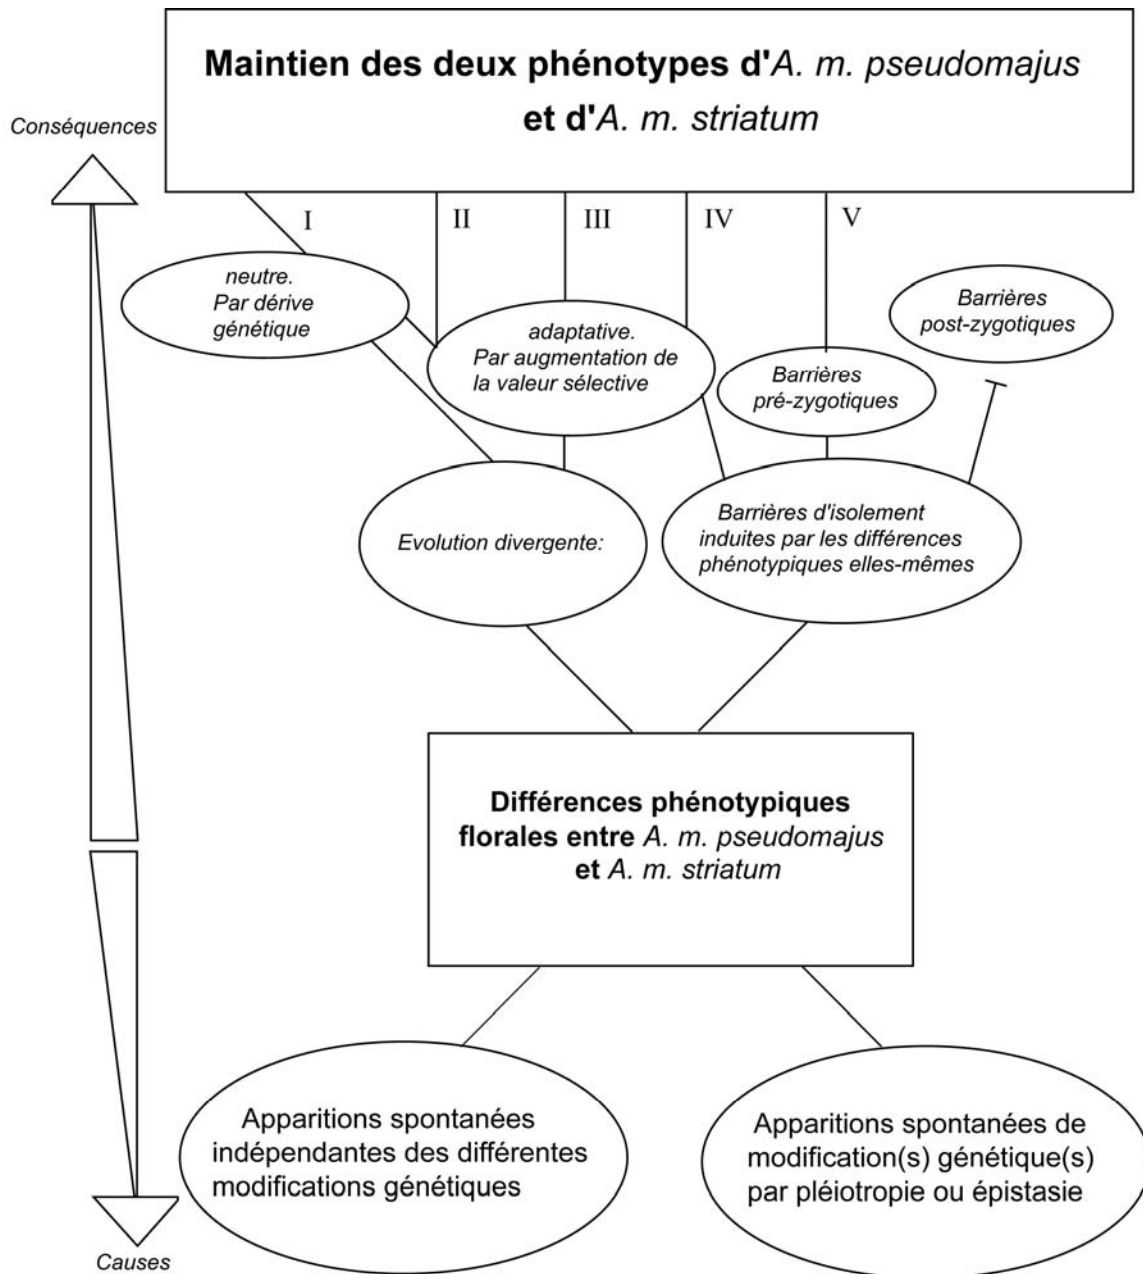 Maintien des deux phénotypes d'A. m. pseudomajus
et d'A. m. striatum
Conséquences
I
II
III
IV
V
neutre.
Par dérive
génétique
adaptative.
Par augmentation de
la valeur sélective
Barrières
pré-zygotiques
Barrières
post-zygotiques
Evolution divergente:
Barrières d'isolement
induites par les différences
phénotypiques elles-mêmes
Différences phénotypiques
florales entre A. m. pseudomajus
et A. m. striatum
Apparitions spontanées
indépendantes des différentes
modifications génétiques
Apparitions spontanées de
modification(s) génétique(s)
par pléiotropie ou épistasie
Causes